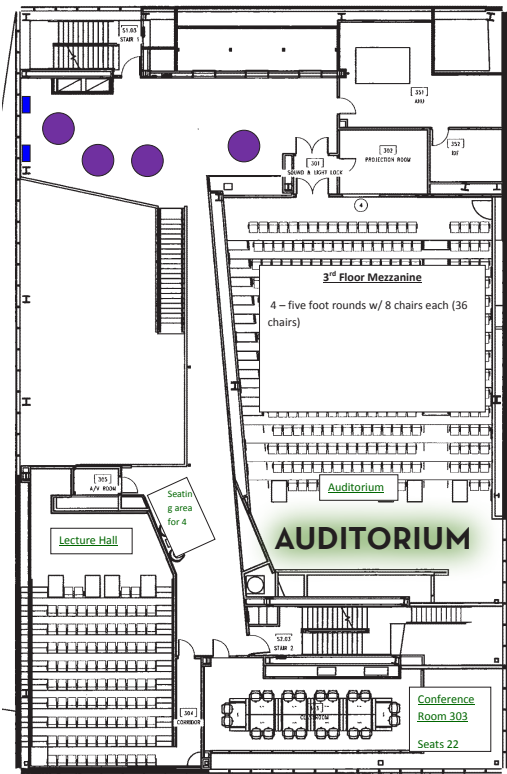 S1.03
STAIR 1
351
AHU
352
IDF
302
PROJECTION ROOM
301
SOUND & LIGHT LOCK
4
3rd Floor Mezzanine
4 – five foot rounds w/ 8 chairs each (36
chairs)
305
A/V ROOM
Seatin
g area
for 4
Auditorium
Lecture Hall
AUDITORIUM
S2.03
STAIR 2
304
CORRIDOR
Conference
Room 303
Seats 22